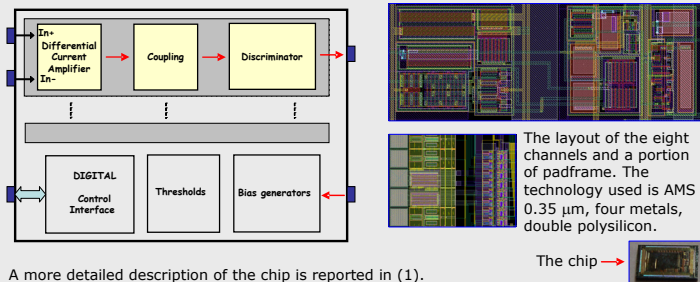 In+
Differential
Current
Amplifier
In-
Coupling
Discriminator
DIGITAL
Control
Interface
Thresholds
Bias generators
The layout of the eight
channels and a portion
of padframe. The
technology used is AMS
0.35 μm, four metals,
double polysilicon.
The chip
A more detailed description of the chip is reported in (1).